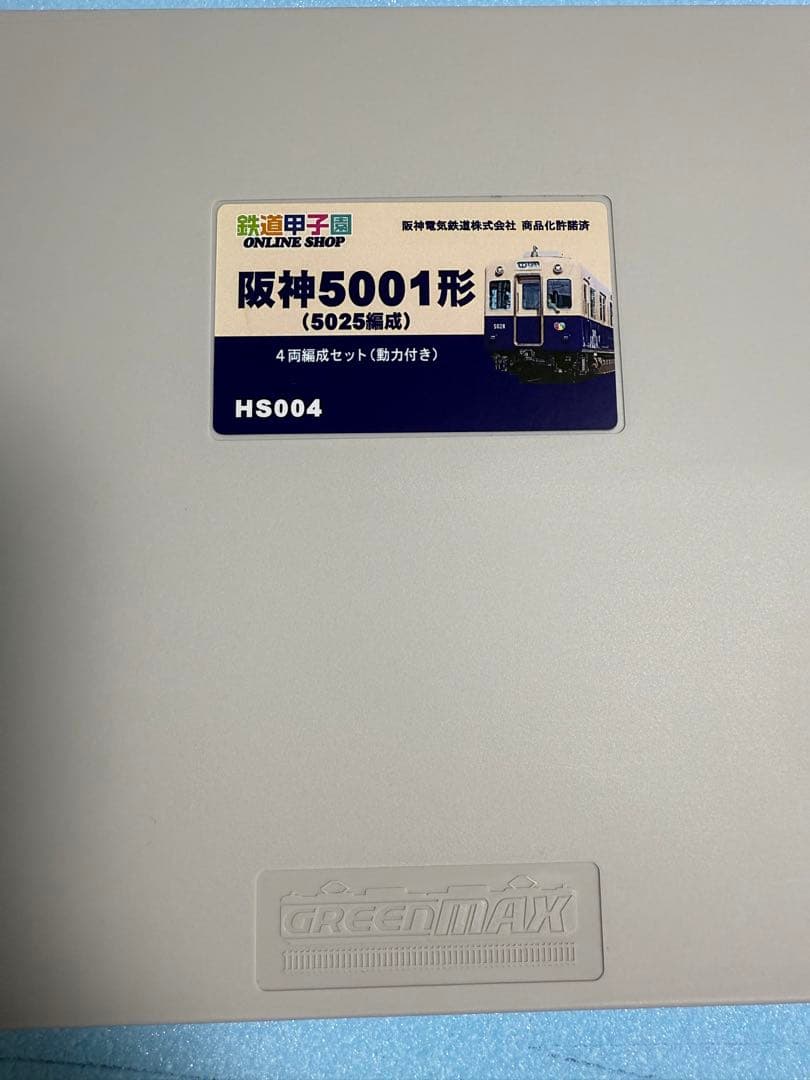 鉄道甲子園
ONLINE SHOP
阪神電気鉄道株式会社 商品化許諾済
阪神5001形
(5025編成)
4両編成セット(動力付き)
HS004
GREENMAX